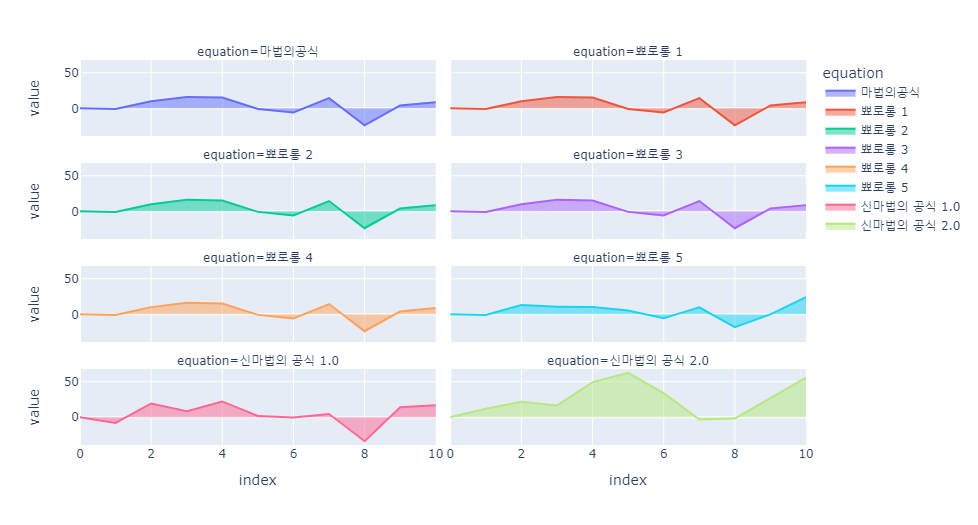 equation=마법의공식
equation=뾰로롱 1
50
0
value
equation=뾰로롱 2
equation=뾰로롱 3
50
0
value
equation=뾰로롱 4
equation=뾰로롱 5
50
0
value
equation=신마법의 공식 1.0
equation=신마법의 공식 2.0
50
0
value
0 2 4 6 8 10
0 2 4 6 8 10
index
index
equation
마법의공식
뾰로롱 1
뾰로롱 2
뾰로롱 3
뾰로롱 4
뾰로롱 5
신마법의 공식 1.0
신마법의 공식 2.0